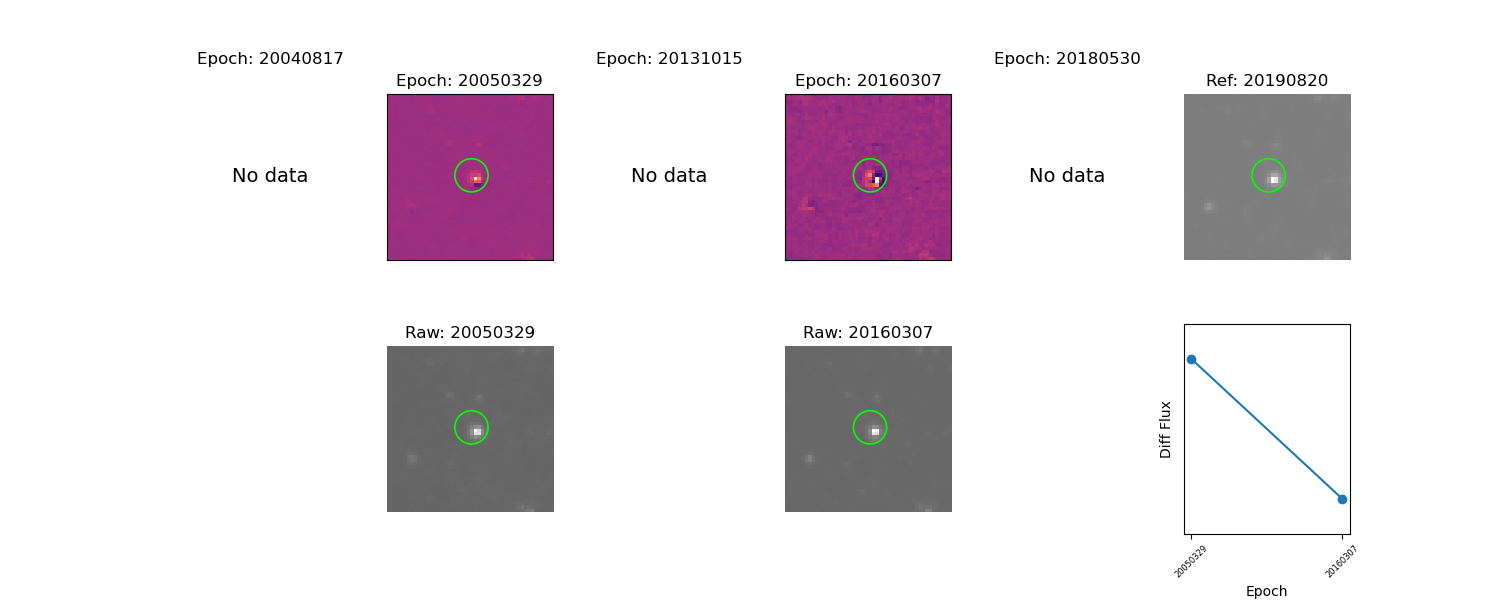 Epoch: 20040817
Epoch: 20131015
Epoch: 20180530
Epoch: 20050329
Epoch: 20160307
Ref: 20190820
No data
No data
No data
Raw: 20050329
Raw: 20160307
Diff Flux
20050329
20160307
Epoch